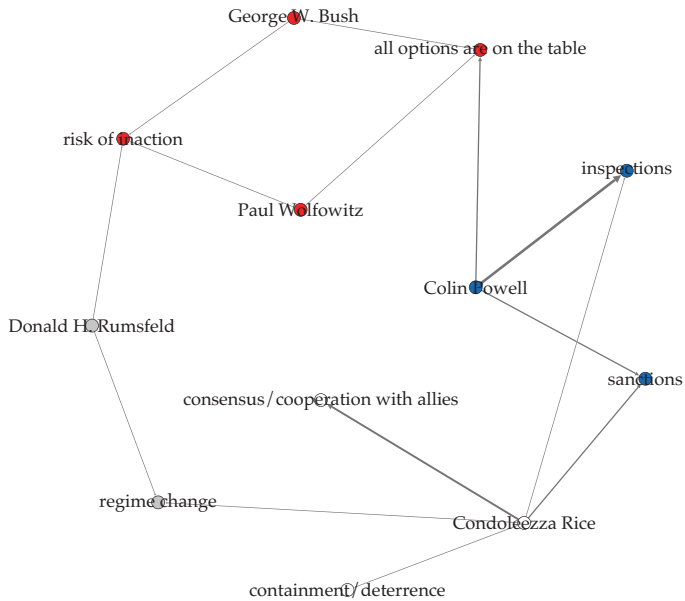 George W. Bush
all options are on the table
risk of inaction
inspections
Paul Wolfowitz
Colin Powell
Donald H. Rumsfeld
sanctions
consensus/cooperation with allies
regime change
Condoleezza Rice
containment/deterrence